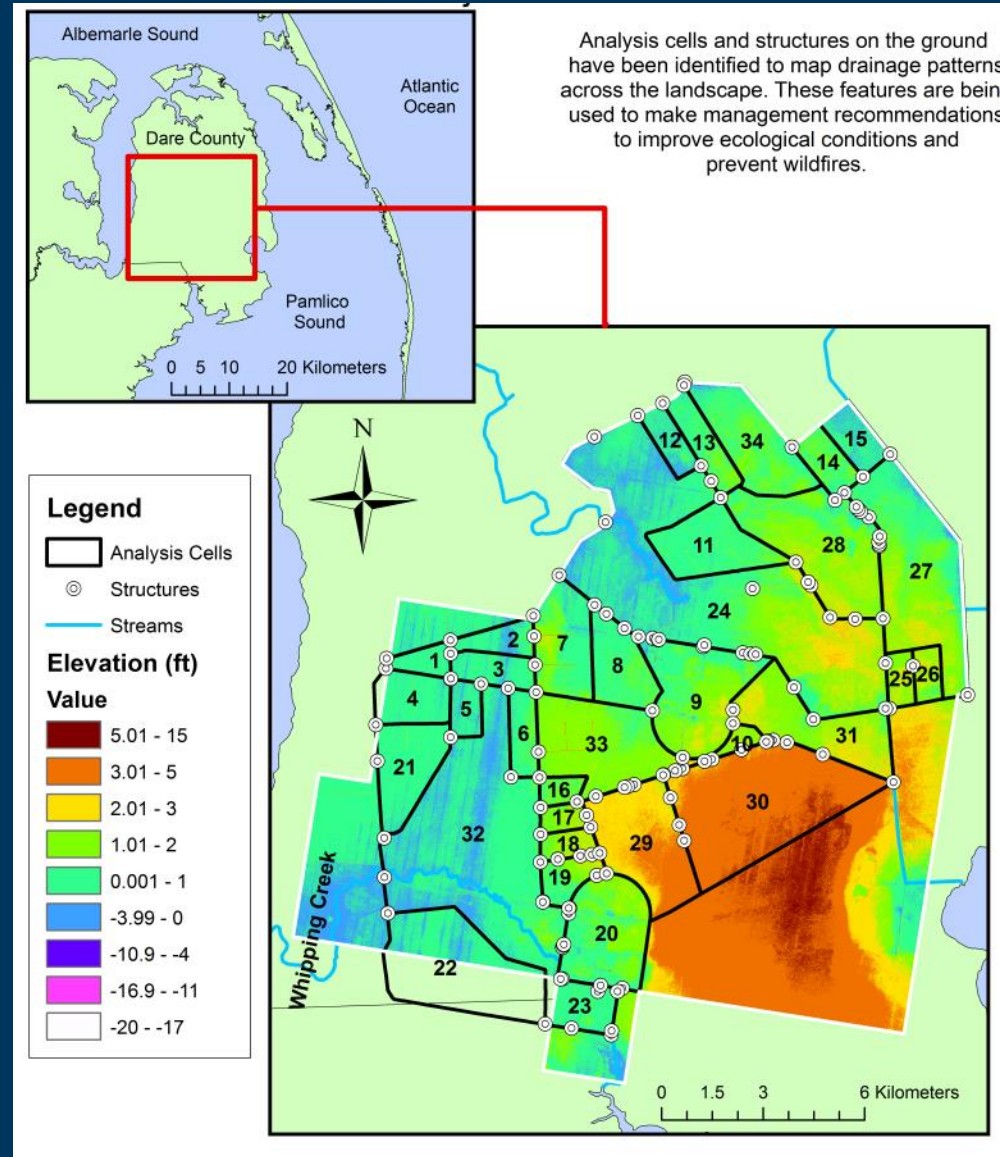 Albemarle Sound
Atlantic
Ocean
Dare County
Pamlico
Sound
0 5 10 20 Kilometers
Analysis cells and structures on the ground
have been identified to map drainage patterns
across the landscape. These features are bein
used to make management recommendations
to improve ecological conditions and
prevent wildfires.
N
Legend
Analysis Cells
Structures
Streams
Elevation (ft)
Value
5.01 - 15
3.01 - 5
2.01 - 3
1.01 - 2
0.001 - 1
-3.99 - 0
-10.9 - -4
-16.9 - -11
-20 - -17
12
13
34
14
15
11
28
27
24
2
7
1
3
8
25
26
4
5
9
6
33
10
31
21
16
30
17
32
18
29
19
20
22
23
Whipping Creek
0 1.5 3 6 Kilometers